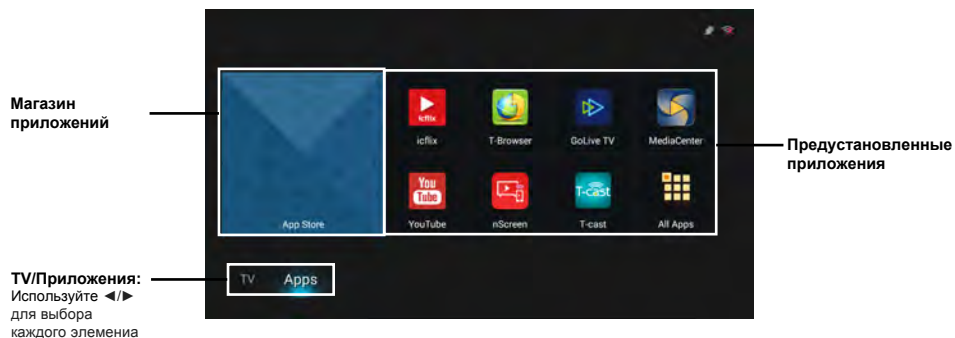 Магазин
приложений
icflix
icflix
T-Browser
GoLive TV
MediaCenter
Предустановленные
приложения
You
Tube
T-cast
App Store
YouTube
nScreen
T-cast
All Apps
TV/Приложения:
Используйте ◄/►
для выбора
каждого элемениа
TV
Apps